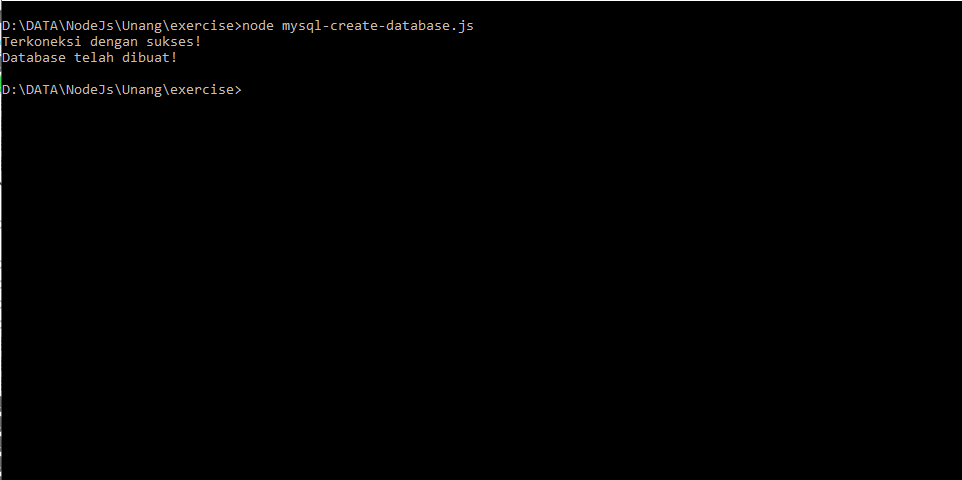 D:\DATA\NodeJs\Unang\exercise>node mysql-create-database.js
Terkoneksi dengan sukses!
Database telah dibuat!
D:\DATA\NodeJs\Unang\exercise>